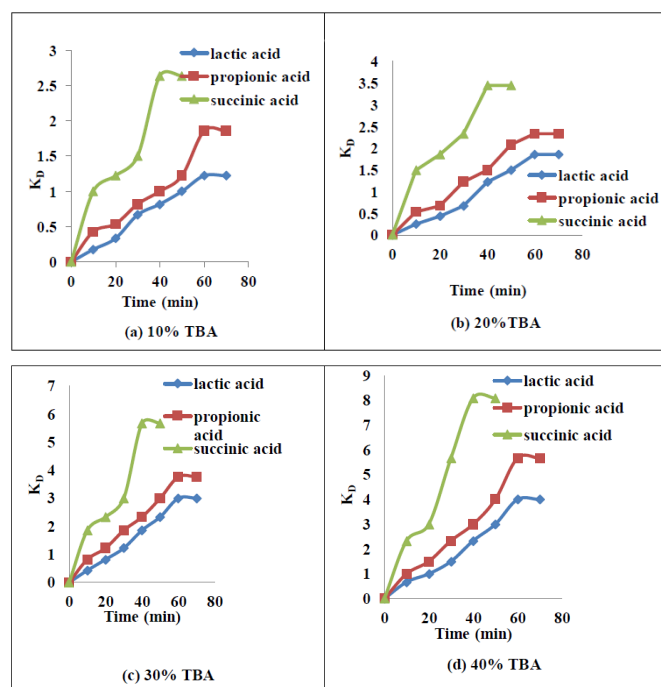 lactic acid
propionic acid
succinic acid
3
2.5
2
1.5
1
0.5
0
K_D
0 20 40 60 80
Time (min)
(a) 10% TBA
4
3.5
3
2.5
2
1.5
1
0.5
0
K_D
lactic acid
propionic acid
succinic acid
0 20 40 60 80
Time (min)
(b) 20%TBA
7
6
5
4
3
2
1
0
K_D
lactic acid
propionic
acid
succinic acid
0 20 40 60 80
Time (min)
(c) 30% TBA
9
8
7
6
5
4
3
2
1
0
K_D
lactic acid
propionic acid
succinic acid
0 20 40 60 80
Time (min)
(d) 40% TBA